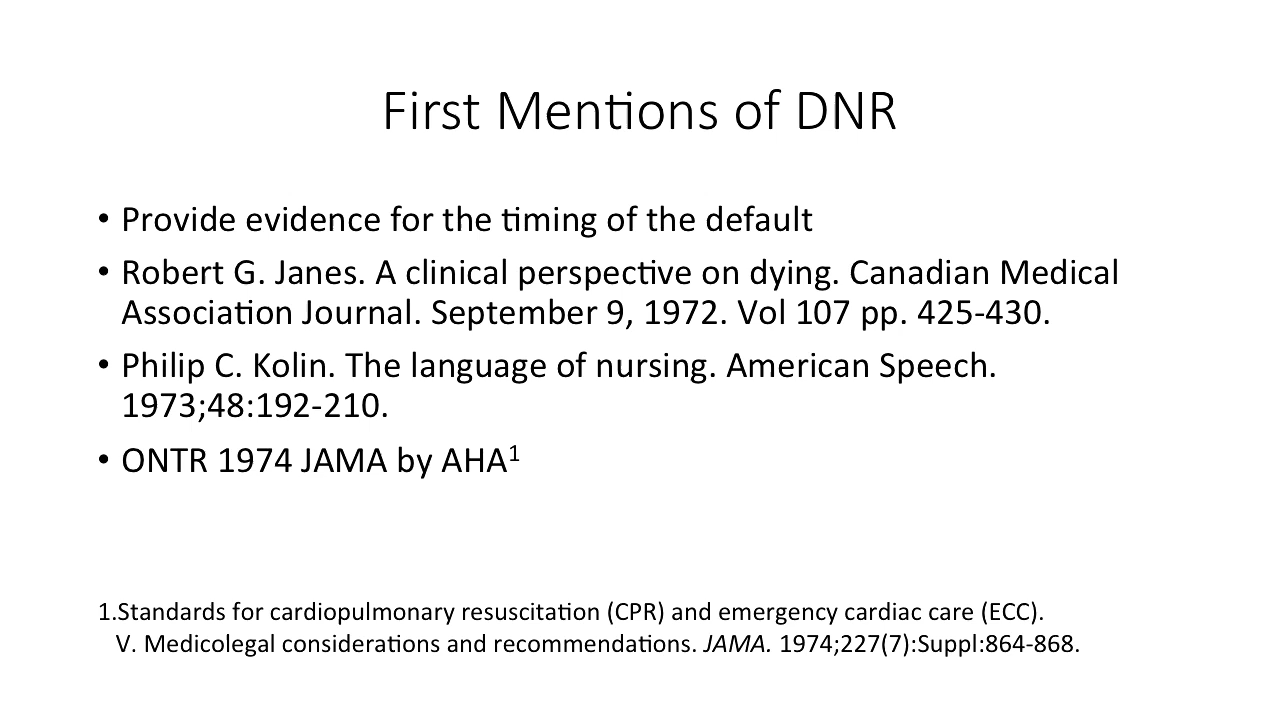 First Mentions of DNR
• Provide evidence for the timing of the default
• Robert G. Janes. A clinical perspective on dying. Canadian Medical
Association Journal. September 9, 1972. Vol 107 pp. 425-430.
• Philip C. Kolin. The language of nursing. American Speech.
1973;48:192-210.
• ONTR 1974 JAMA by AHA¹
1.Standards for cardiopulmonary resuscitation (CPR) and emergency cardiac care (ECC).
V. Medicolegal considerations and recommendations. JAMA. 1974;227(7):Suppl:864-868.